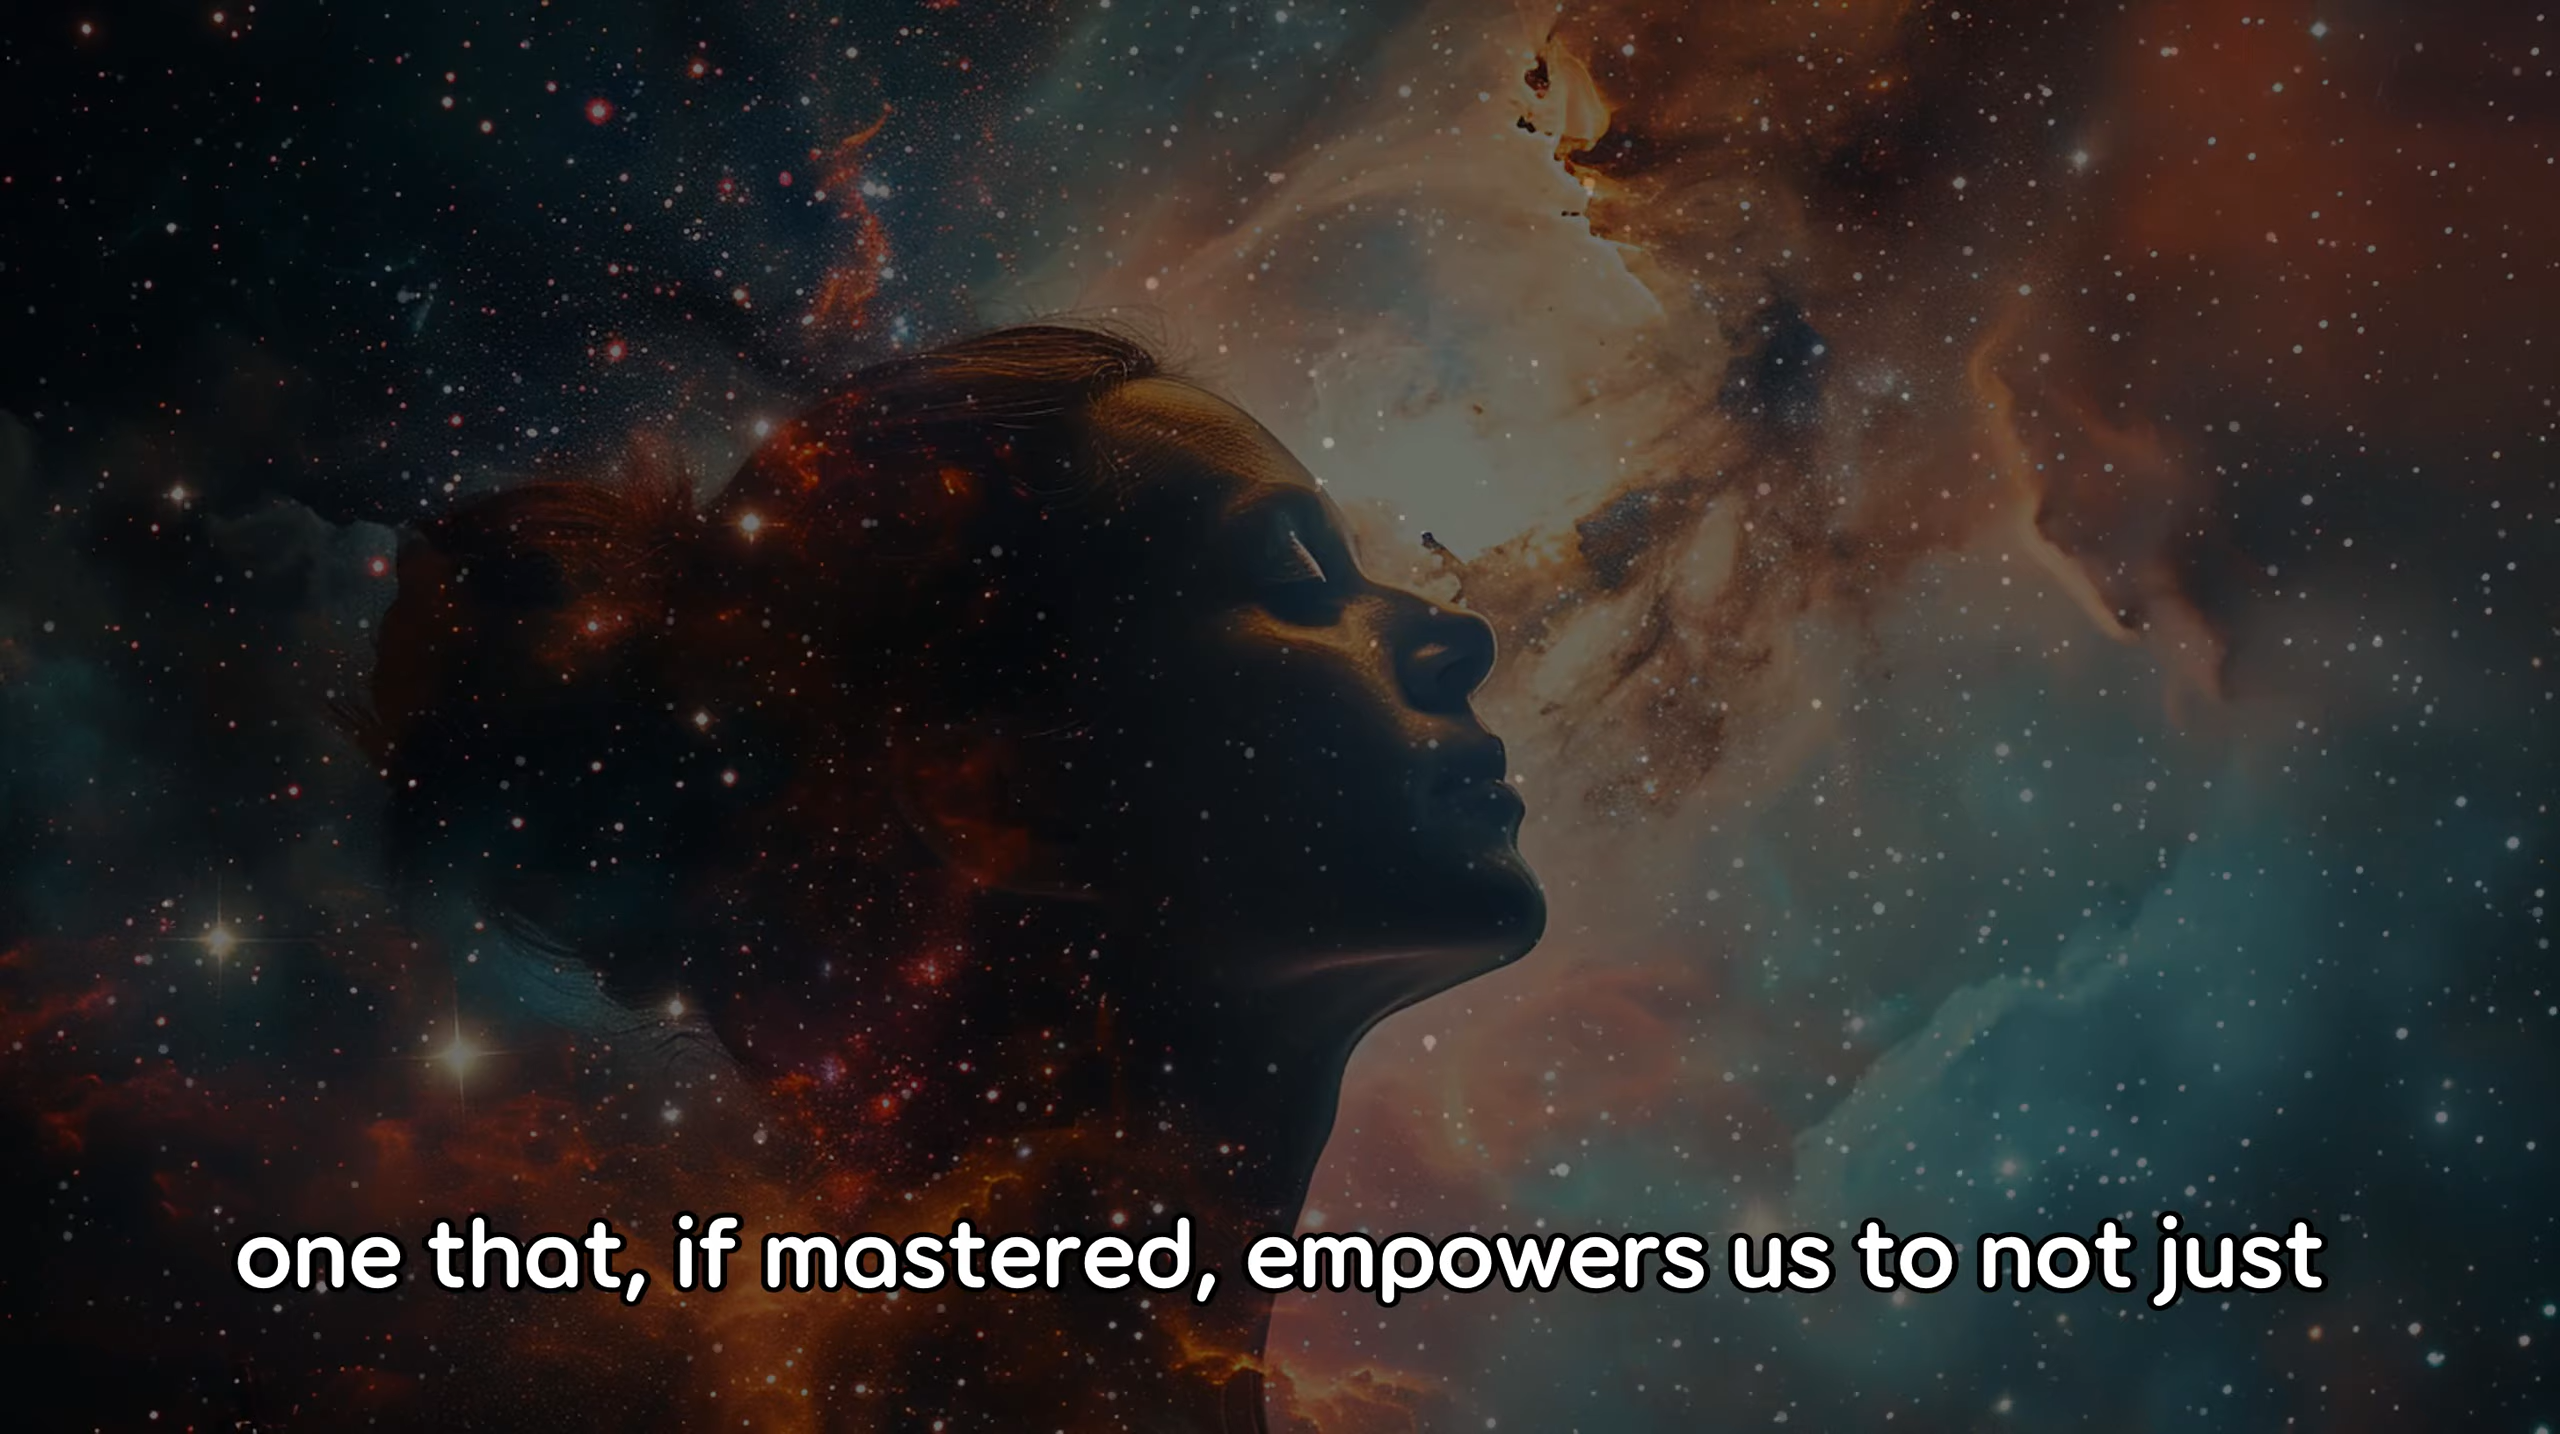 one that, if mastered, empowers us to not just